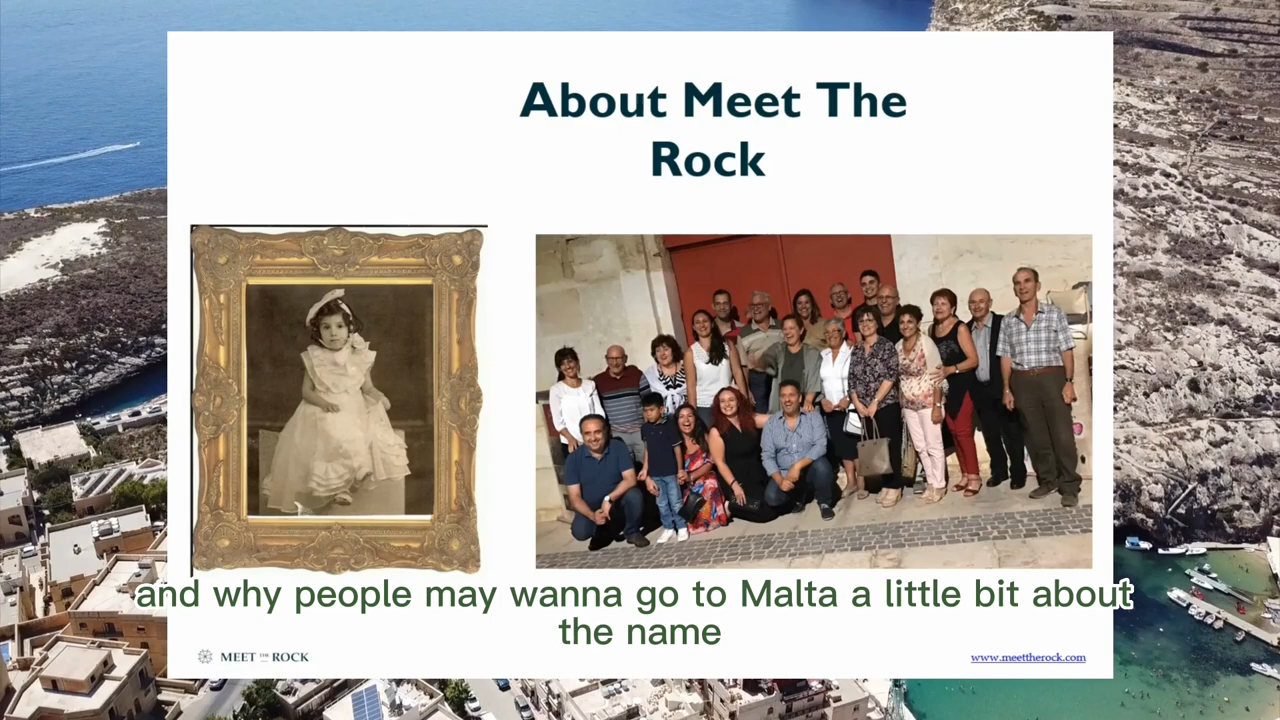 About Meet The
Rock
and why people may wanna go to Malta a little bit about
the name
MEET THE ROCK
www.meettherock.com